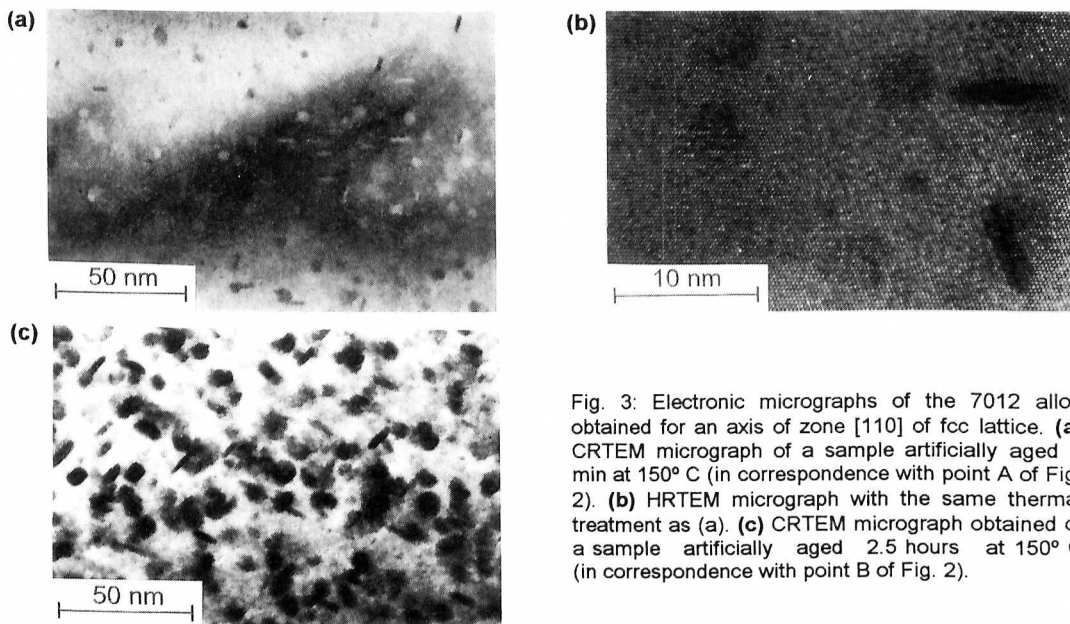 (a)
50 nm
(b)
10 nm
(c)
50 nm
Fig. 3: Electronic micrographs of the 7012 allo
obtained for an axis of zone [110] of fcc lattice. (a
CRTEM micrograph of a sample artificially aged
min at 150º C (in correspondence with point A of Fig
2). (b) HRTEM micrograph with the same therma
treatment as (a). (c) CRTEM micrograph obtained o
a sample artificially aged 2.5 hours at 150º C
(in correspondence with point B of Fig. 2).